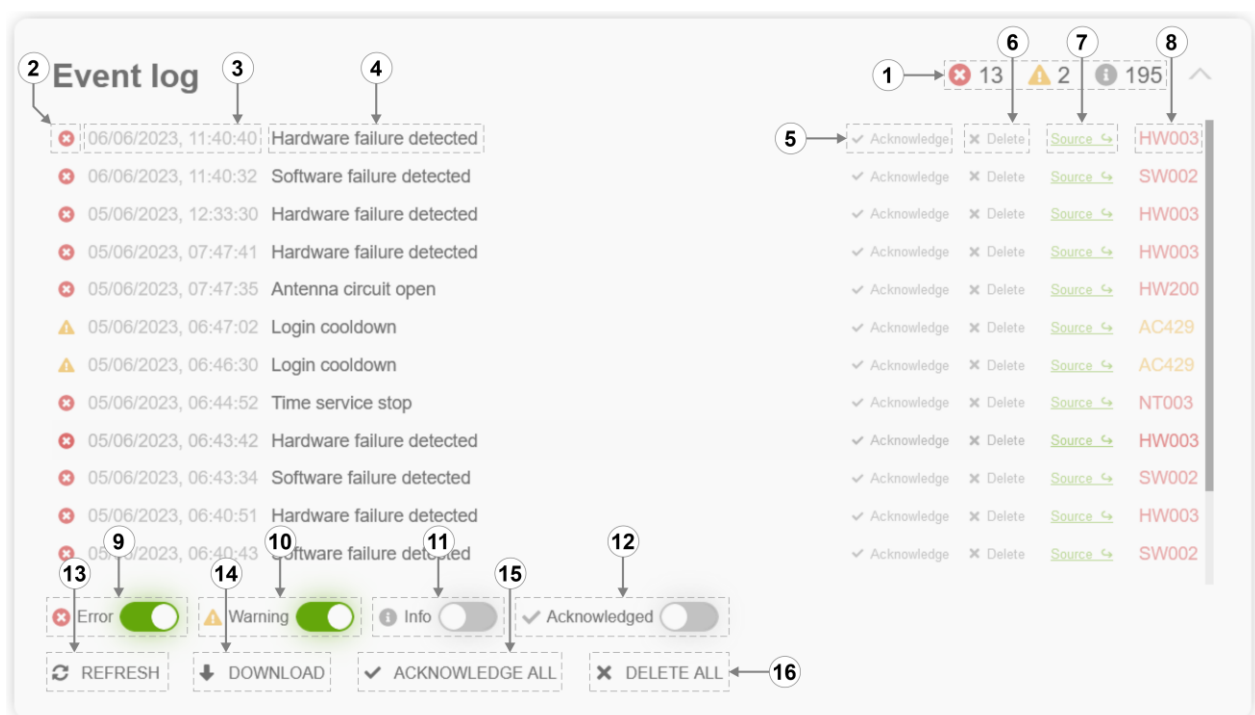 6 7 8
2 Event log 3 4 1 13 2 195
06/06/2023, 11:40:40 Hardware failure detected 5 Acknowledge Delete Source HW003
06/06/2023, 11:40:32 Software failure detected Acknowledge Delete Source SW002
05/06/2023, 12:33:30 Hardware failure detected Acknowledge Delete Source HW003
05/06/2023, 07:47:41 Hardware failure detected Acknowledge Delete Source HW003
05/06/2023, 07:47:35 Antenna circuit open Acknowledge Delete Source HW200
05/06/2023, 06:47:02 Login cooldown Acknowledge Delete Source AC429
05/06/2023, 06:46:30 Login cooldown Acknowledge Delete Source AC429
05/06/2023, 06:44:52 Time service stop Acknowledge Delete Source NT003
05/06/2023, 06:43:42 Hardware failure detected Acknowledge Delete Source HW003
05/06/2023, 06:43:34 Software failure detected Acknowledge Delete Source SW002
05/06/2023, 06:40:51 Hardware failure detected Acknowledge Delete Source HW003
9 10 11 12
06:40:43 Acknowledge Delete Source SW002
13 14 15
Error Warning Info Acknowledged
REFRESH DOWNLOAD ACKNOWLEDGE ALL DELETE ALL 16